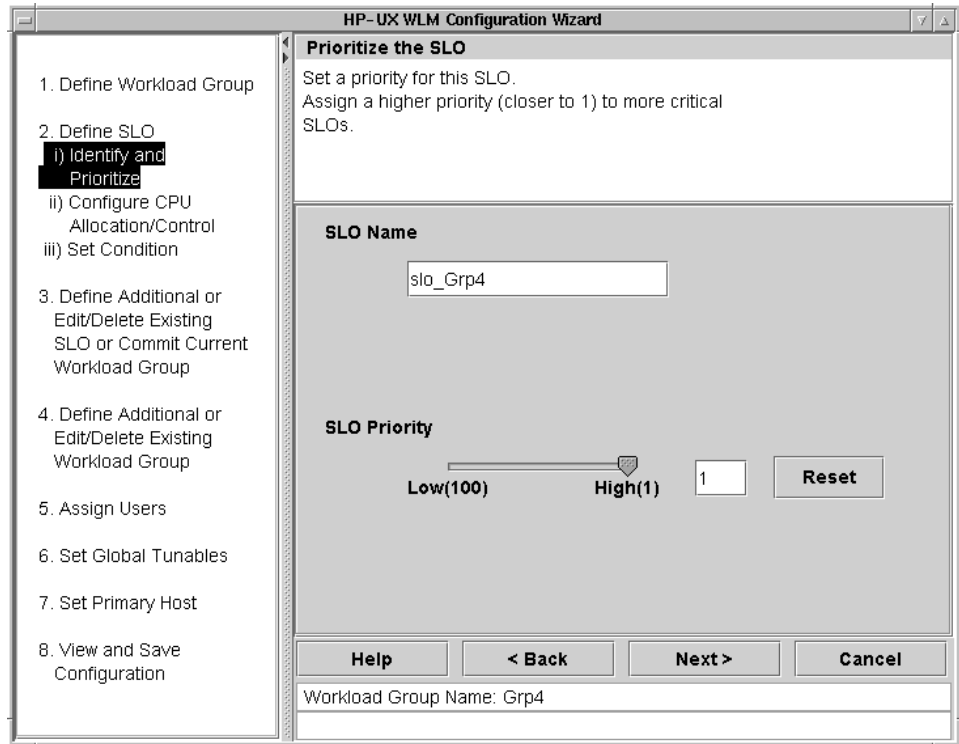 HP-UX WLM Configuration Wizard
1. Define Workload Group
2. Define SLO
i) Identify and
Prioritize
ii) Configure CPU
Allocation/Control
iii) Set Condition
3. Define Additional or
Edit/Delete Existing
SLO or Commit Current
Workload Group
4. Define Additional or
Edit/Delete Existing
Workload Group
5. Assign Users
6. Set Global Tunables
7. Set Primary Host
8. View and Save
Configuration
Prioritize the SLO
Set a priority for this SLO.
Assign a higher priority (closer to 1) to more critical
SLOs.
SLO Name
slo_Grp4
SLO Priority
Low(100) High(1) 1 Reset
Help < Back Next > Cancel
Workload Group Name: Grp4